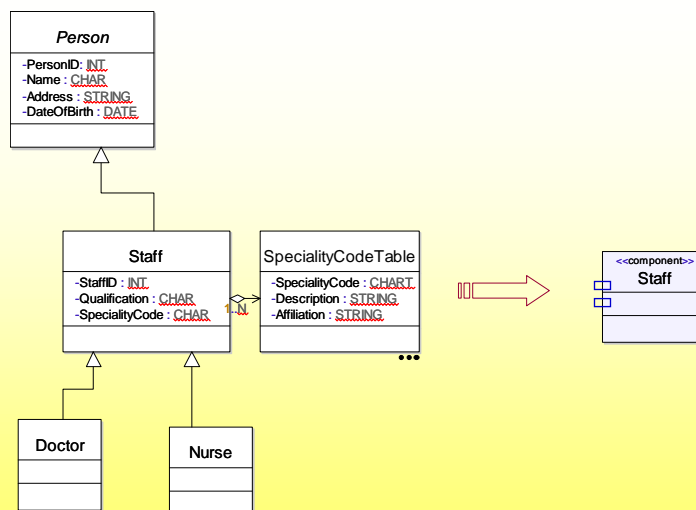 Person
-PersonID: INT
-Name : CHAR
-Address : STRING
-DateOfBirth : DATE
Staff
-StaffID : INT
-Qualification : CHAR
-SpecialityCode : CHAR
1..N
SpecialityCodeTable
-SpecialityCode : CHART
-Description : STRING
-Affiliation : STRING
<<component>>
Staff
Doctor
Nurse